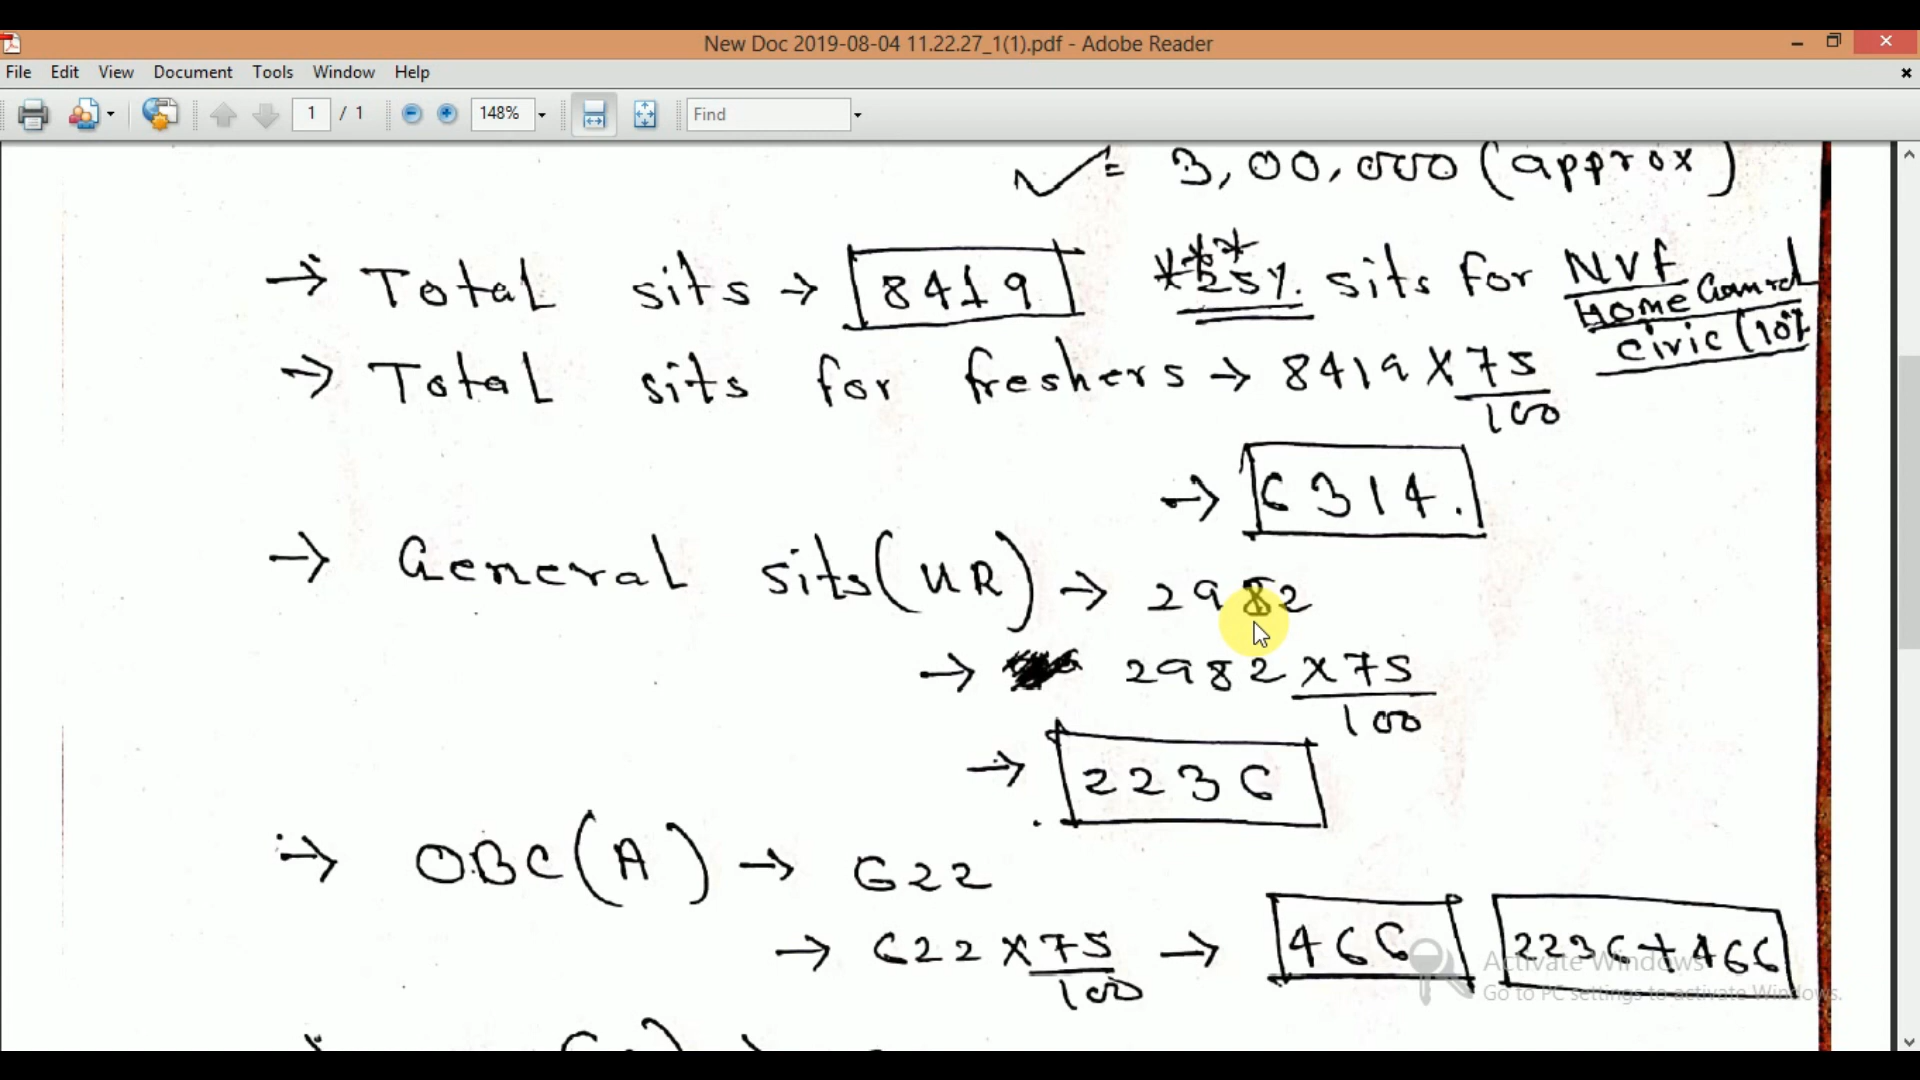 New Doc 2019-08-04 11.22.27_1(1).pdf - Adobe Reader
File Edit View Document Tools Window Help
1 / 1 148% Find
= 3,00,000 (approx)
→ Total sits → 8419 *** 25% sits for NVF
Home Guard
Civic (10%
→ Total sits for freshers → 8419 X 75
100
→ 6314.
→ General sits (UR) → 2982
→ 2982 X 75
100
→ 2236
→ OBC (A) → 622
→ 622 X 75 → 466 2236 + 466
100
Activate Windows
Go to PC settings to activate Windows.